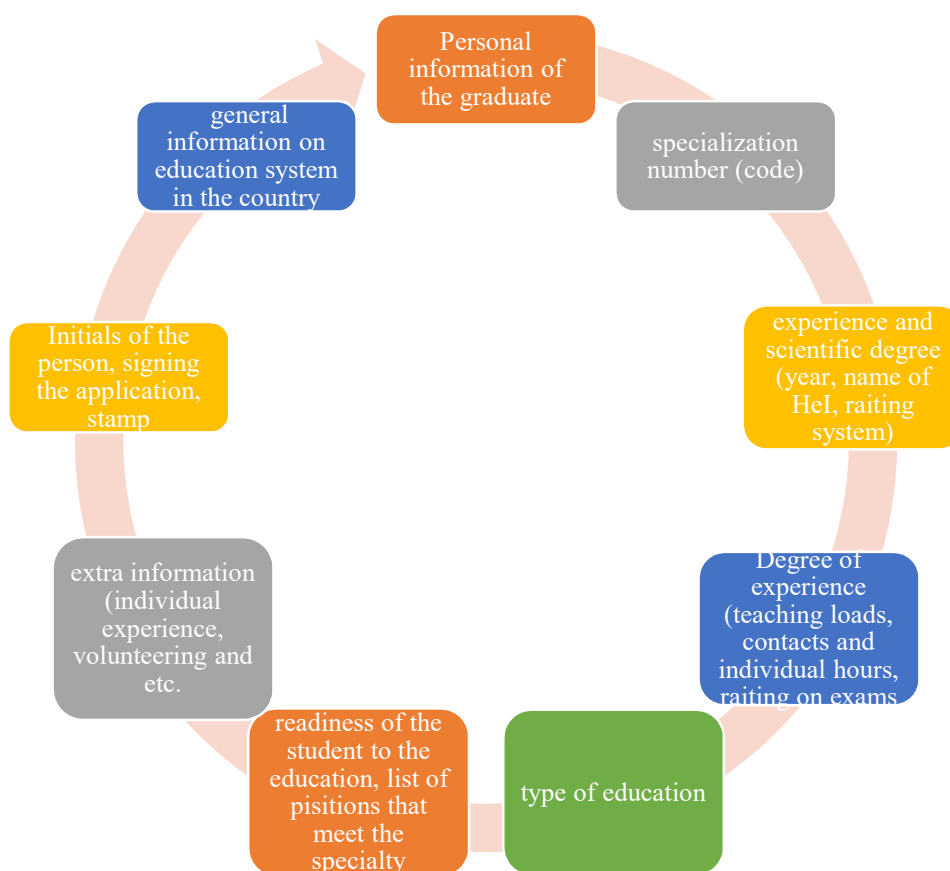 Personal
information of
the graduate
specialization
number (code)
experience and
scientific degree
(year, name of
HeI, raiting
system)
Degree of
experience
(teaching loads,
contacts and
individual hours,
raiting on exams
type of education
readiness of the
student to the
education, list of
pisitions that
meet the
specialty
extra information
(individual
experience,
volunteering and
etc.
Initials of the
person, signing
the application,
stamp
general
information on
education system
in the country